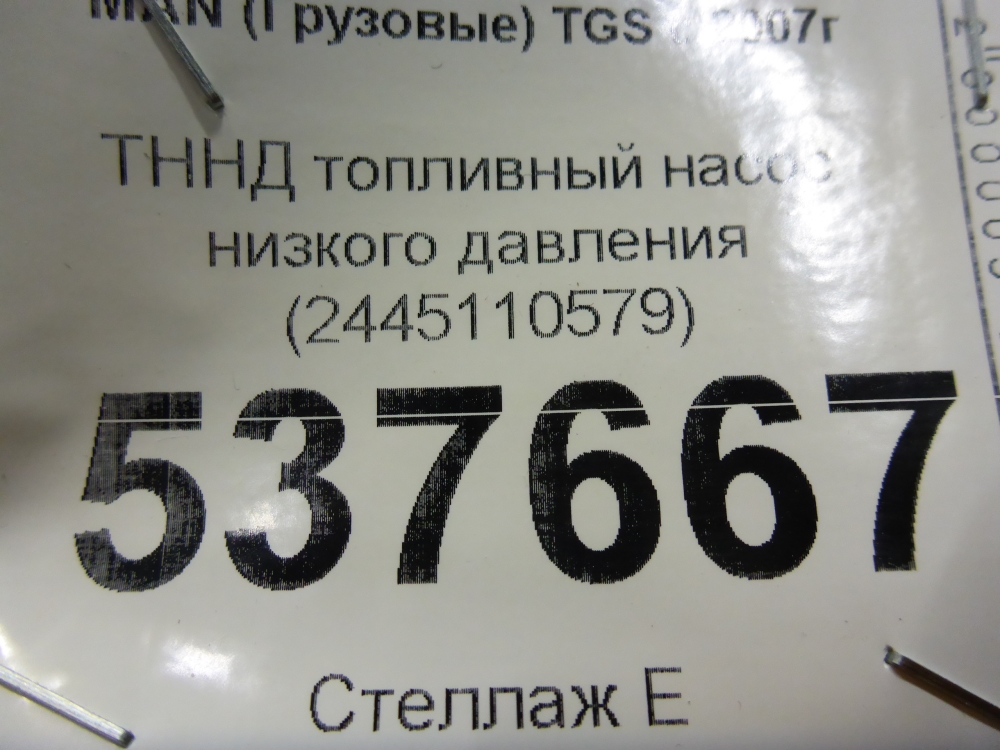 MAN (Грузовые) TGS 2007г
ТННД топливный насос
низкого давления
(2445110579)
537667
Стеллаж Е